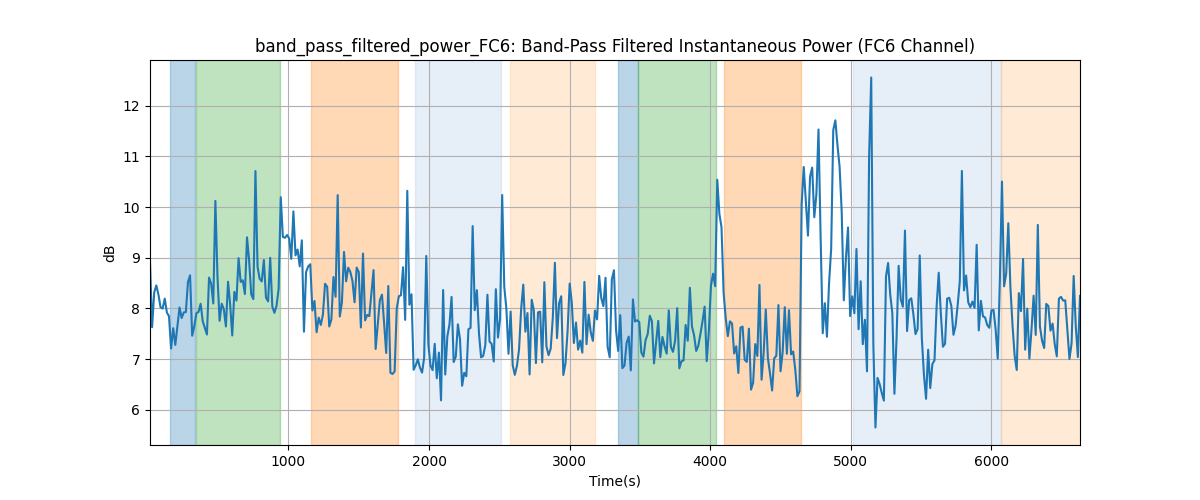 band_pass_filtered_power_FC6: Band-Pass Filtered Instantaneous Power (FC6 Channel)
12
11
10
9
8
7
6
dB
1000 2000 3000 4000 5000 6000
Time(s)